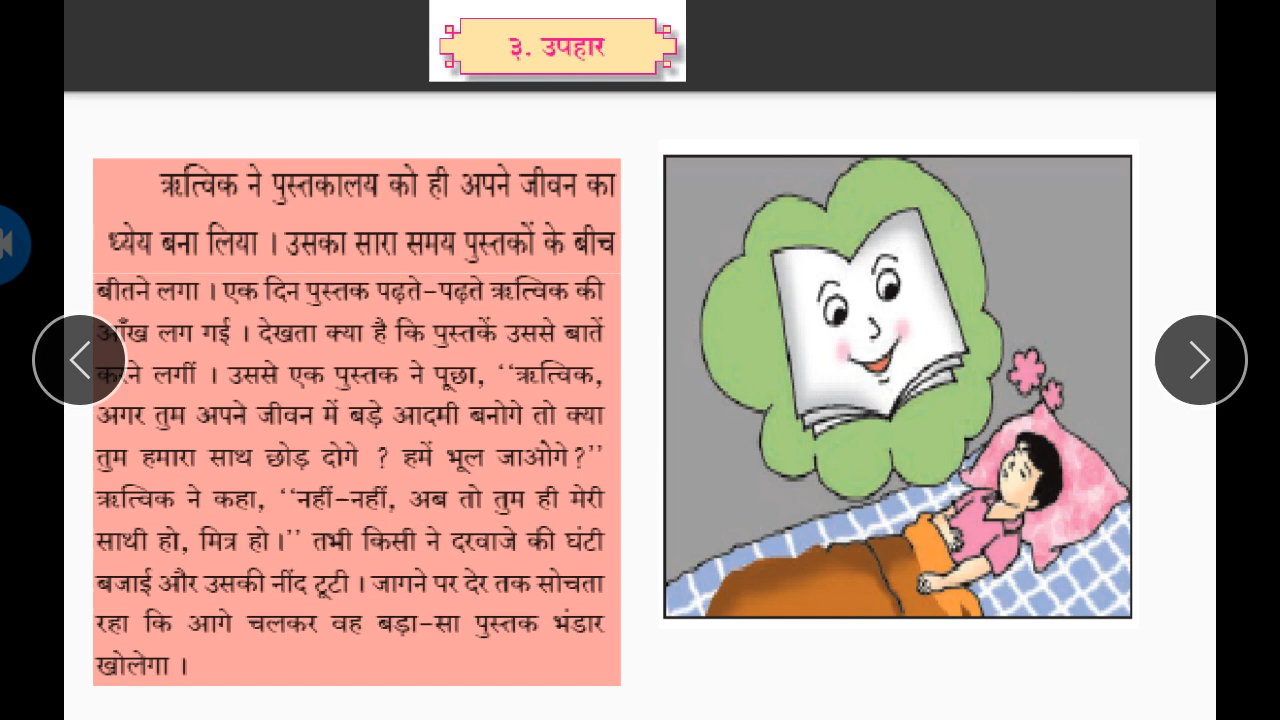 ३. उपहार
ऋत्विक ने पुस्तकालय को ही अपने जीवन का
ध्येय बना लिया । उसका सारा समय पुस्तकों के बीच
बीतने लगा । एक दिन पुस्तक पढ़ते-पढ़ते ऋत्विक की
आँख लग गई । देखता क्या है कि पुस्तकें उससे बातें
करने लगीं । उससे एक पुस्तक ने पूछा, ‘‘ऋत्विक,
अगर तुम अपने जीवन में बड़े आदमी बनोगे तो क्या
तुम हमारा साथ छोड़ दोगे ? हमें भूल जाओगे?’’
ऋत्विक ने कहा, ‘‘नहीं-नहीं, अब तो तुम ही मेरी
साथी हो, मित्र हो।’’ तभी किसी ने दरवाजे की घंटी
बजाई और उसकी नींद टूटी । जागने पर देर तक सोचता
रहा कि आगे चलकर वह बड़ा-सा पुस्तक भंडार
खोलेगा ।